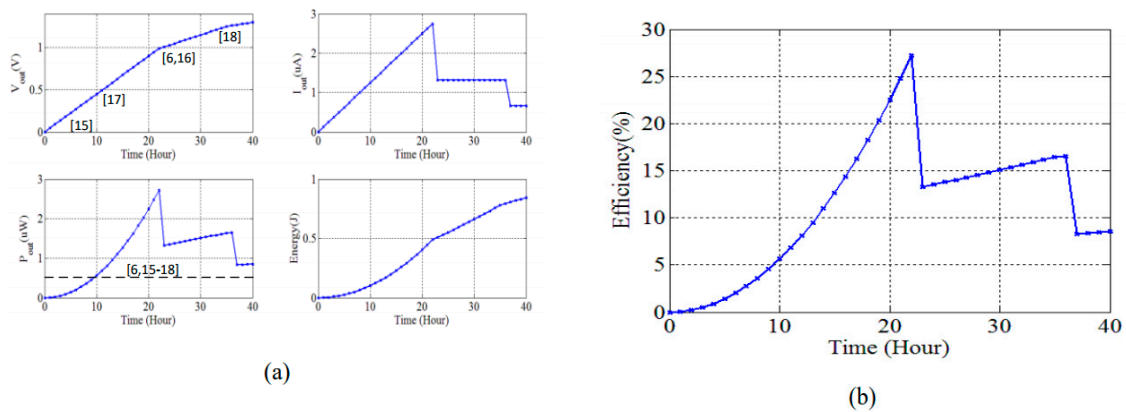 V_out(V)
1
0.5
0
[15]
[17]
[6,16]
[18]
0 10 20 30 40
Time (Hour)
I_out(uA)
3
2
1
0
0 10 20 30 40
Time (Hour)
P_out(uW)
3
2
1
0
[6,15-18]
0 10 20 30 40
Time (Hour)
Energy(J)
1
0.5
0
0 10 20 30 40
Time (Hour)
(a)
Efficiency(%)
30
25
20
15
10
5
0
0 10 20 30 40
Time (Hour)
(b)